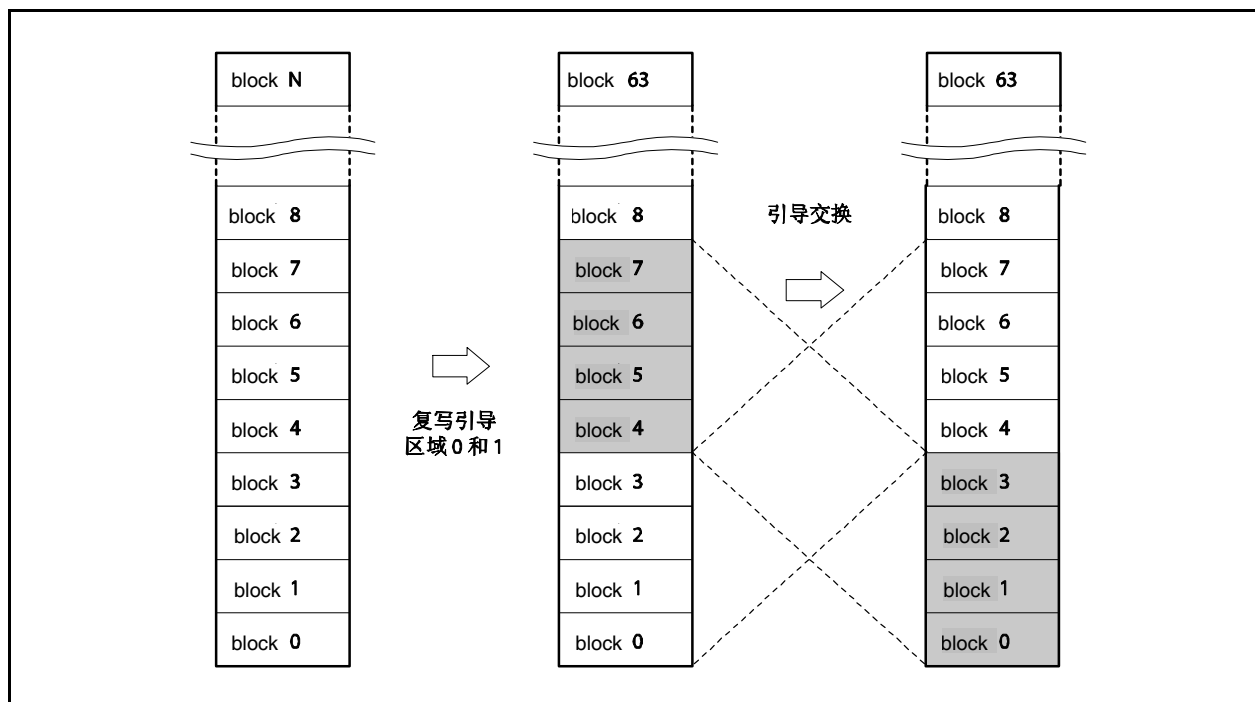 block N
block 8
block 7
block 6
block 5
block 4
block 3
block 2
block 1
block 0
复写引导
区域 0 和 1
block 63
block 8
block 7
block 6
block 5
block 4
block 3
block 2
block 1
block 0
引导交换
block 63
block 8
block 7
block 6
block 5
block 4
block 3
block 2
block 1
block 0